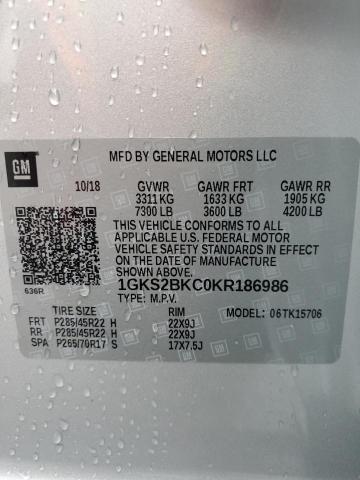 GM
MFD BY GENERAL MOTORS LLC
10/18 GVWR GAWR FRT GAWR RR
3311 KG 1633 KG 1905 KG
7300 LB 3600 LB 4200 LB
THIS VEHICLE CONFORMS TO ALL
APPLICABLE U.S. FEDERAL MOTOR
VEHICLE SAFETY STANDARDS IN EFFECT
ON THE DATE OF MANUFACTURE
SHOWN ABOVE.
636R
1GKS2BKC0KR186986
TYPE: M.P.V.
TIRE SIZE RIM MODEL: 06TK15706
FRT P285/45R22 H 22X9J
RR P285/45R22 H 22X9J
SPA P265/70R17 S 17X7.5J